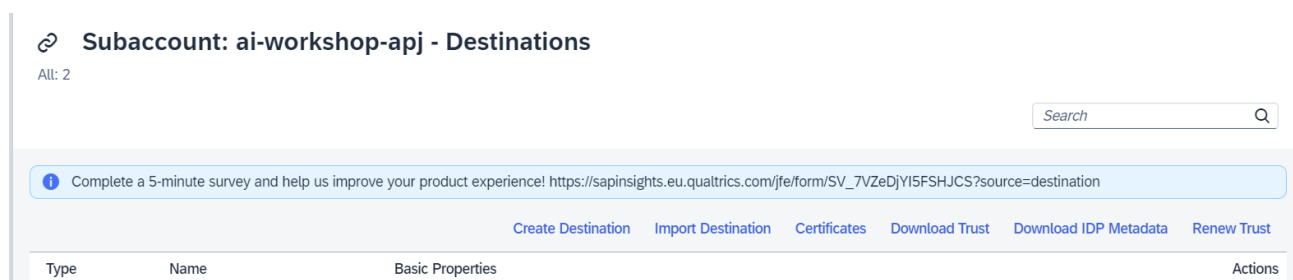 Subaccount: ai-workshop-apj - Destinations
All: 2
Search
Complete a 5-minute survey and help us improve your product experience! https://sapinsights.eu.qualtrics.com/jfe/form/SV_7VZeDjYI5FSHJCS?source=destination
Create Destination Import Destination Certificates Download Trust Download IDP Metadata Renew Trust
Type Name Basic Properties Actions